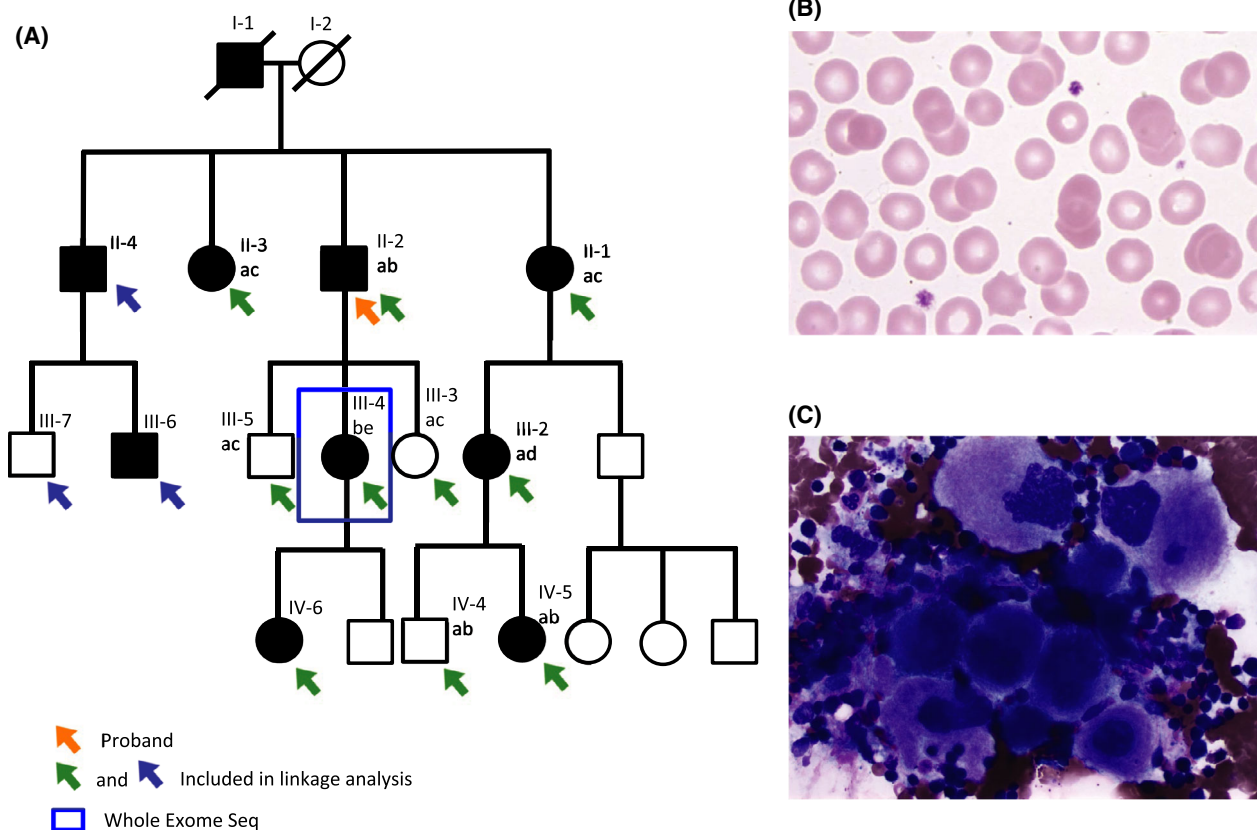 (A)
I-1
I-2
II-4
II-3
ac
II-2
ab
II-1
ac
III-7
III-6
III-5
ac
III-4
be
III-3
ac
III-2
ad
IV-6
IV-4
ab
IV-5
ab
Proband
and
Included in linkage analysis
Whole Exome Seq
(B)
(C)